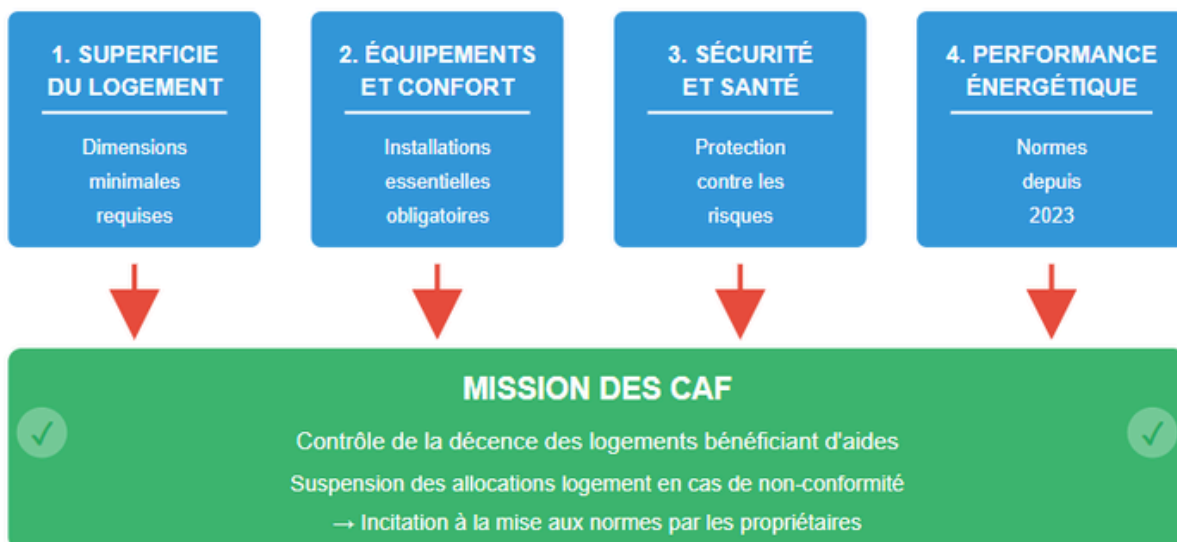 1. SUPERFICIE
DU LOGEMENT
Dimensions
minimales
requises
2. ÉQUIPEMENTS
ET CONFORT
Installations
essentielles
obligatoires
3. SÉCURITÉ
ET SANTÉ
Protection
contre les
risques
4. PERFORMANCE
ÉNERGÉTIQUE
Normes
depuis
2023
MISSION DES CAF
Contrôle de la décence des logements bénéficiant d'aides
Suspension des allocations logement en cas de non-conformité
→ Incitation à la mise aux normes par les propriétaires